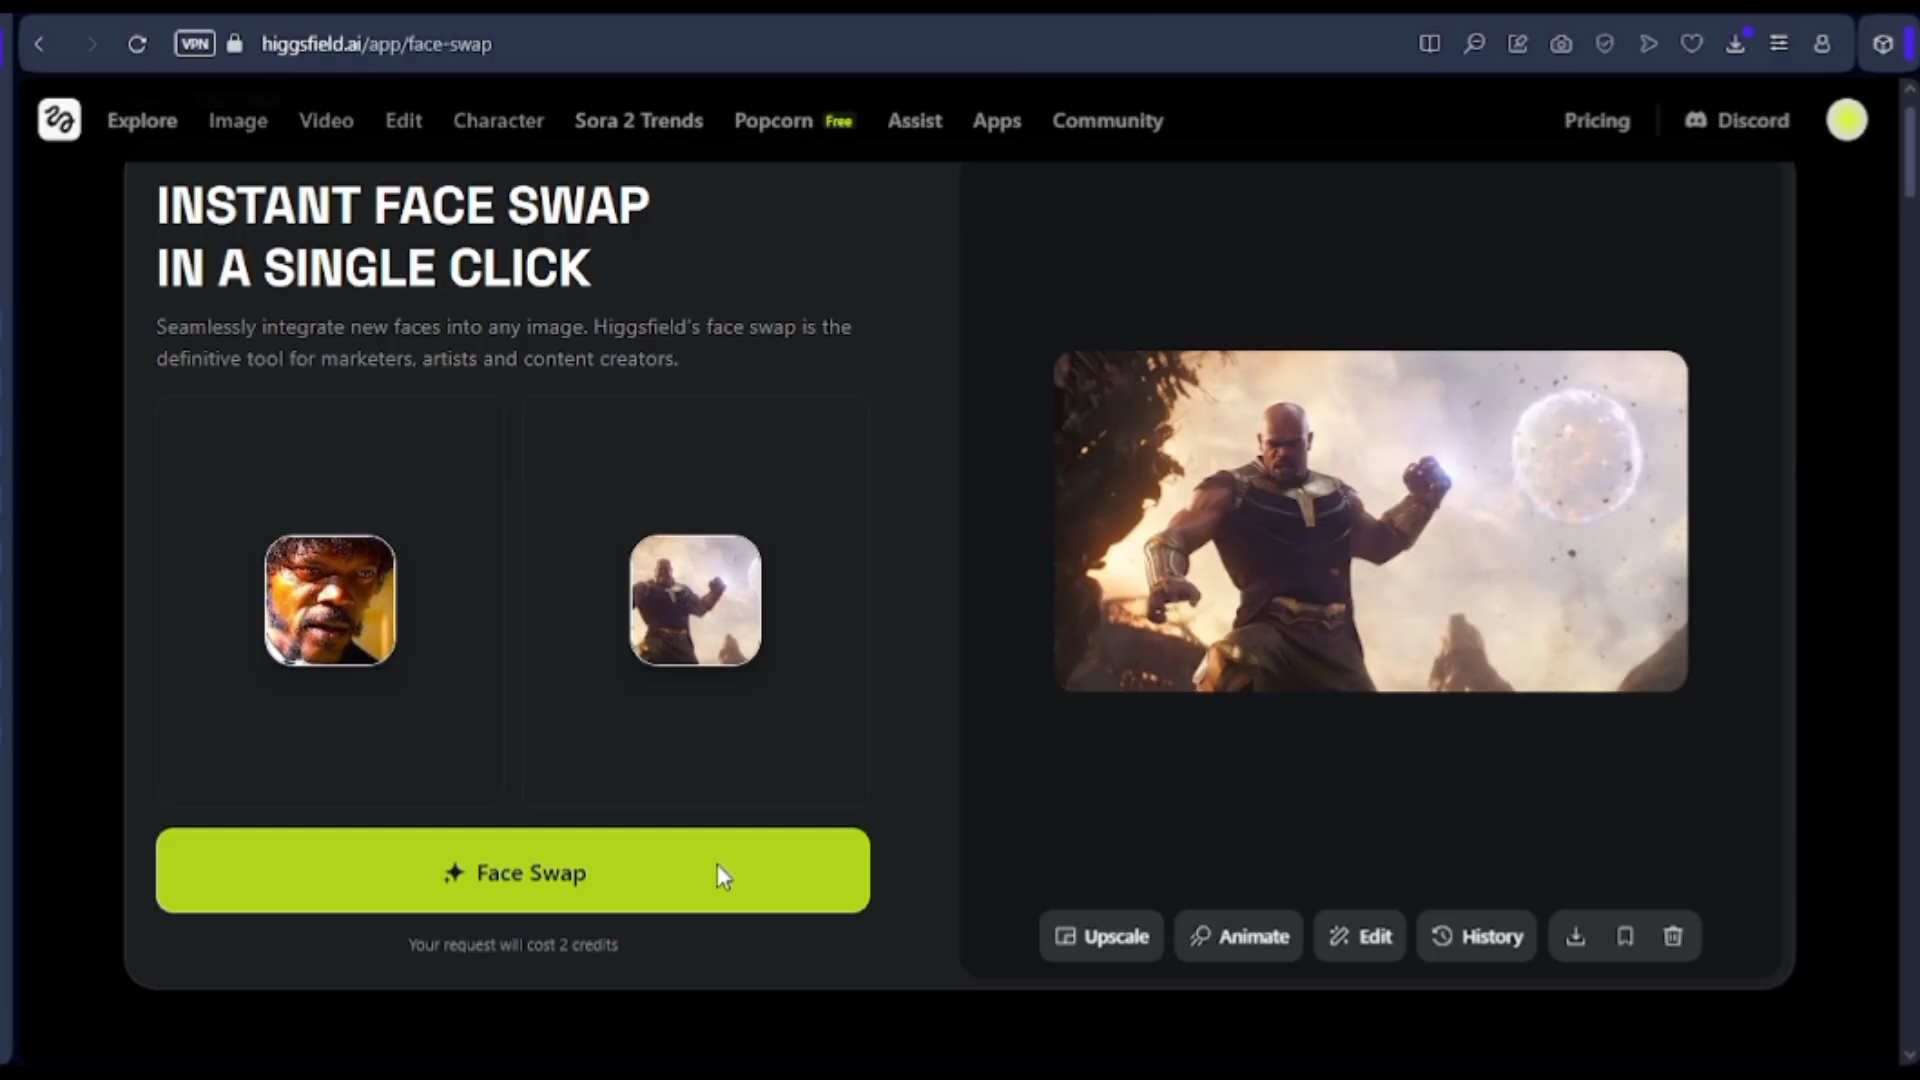 VPN
higgsfield.ai/app/face-swap
Explore Image Video Edit Character Sora 2 Trends Popcorn Free Assist Apps Community Pricing Discord
INSTANT FACE SWAP
IN A SINGLE CLICK
Seamlessly integrate new faces into any image. Higgsfield's face swap is the
definitive tool for marketers, artists and content creators.
Face Swap
Your request will cost 2 credits
Upscale Animate Edit History